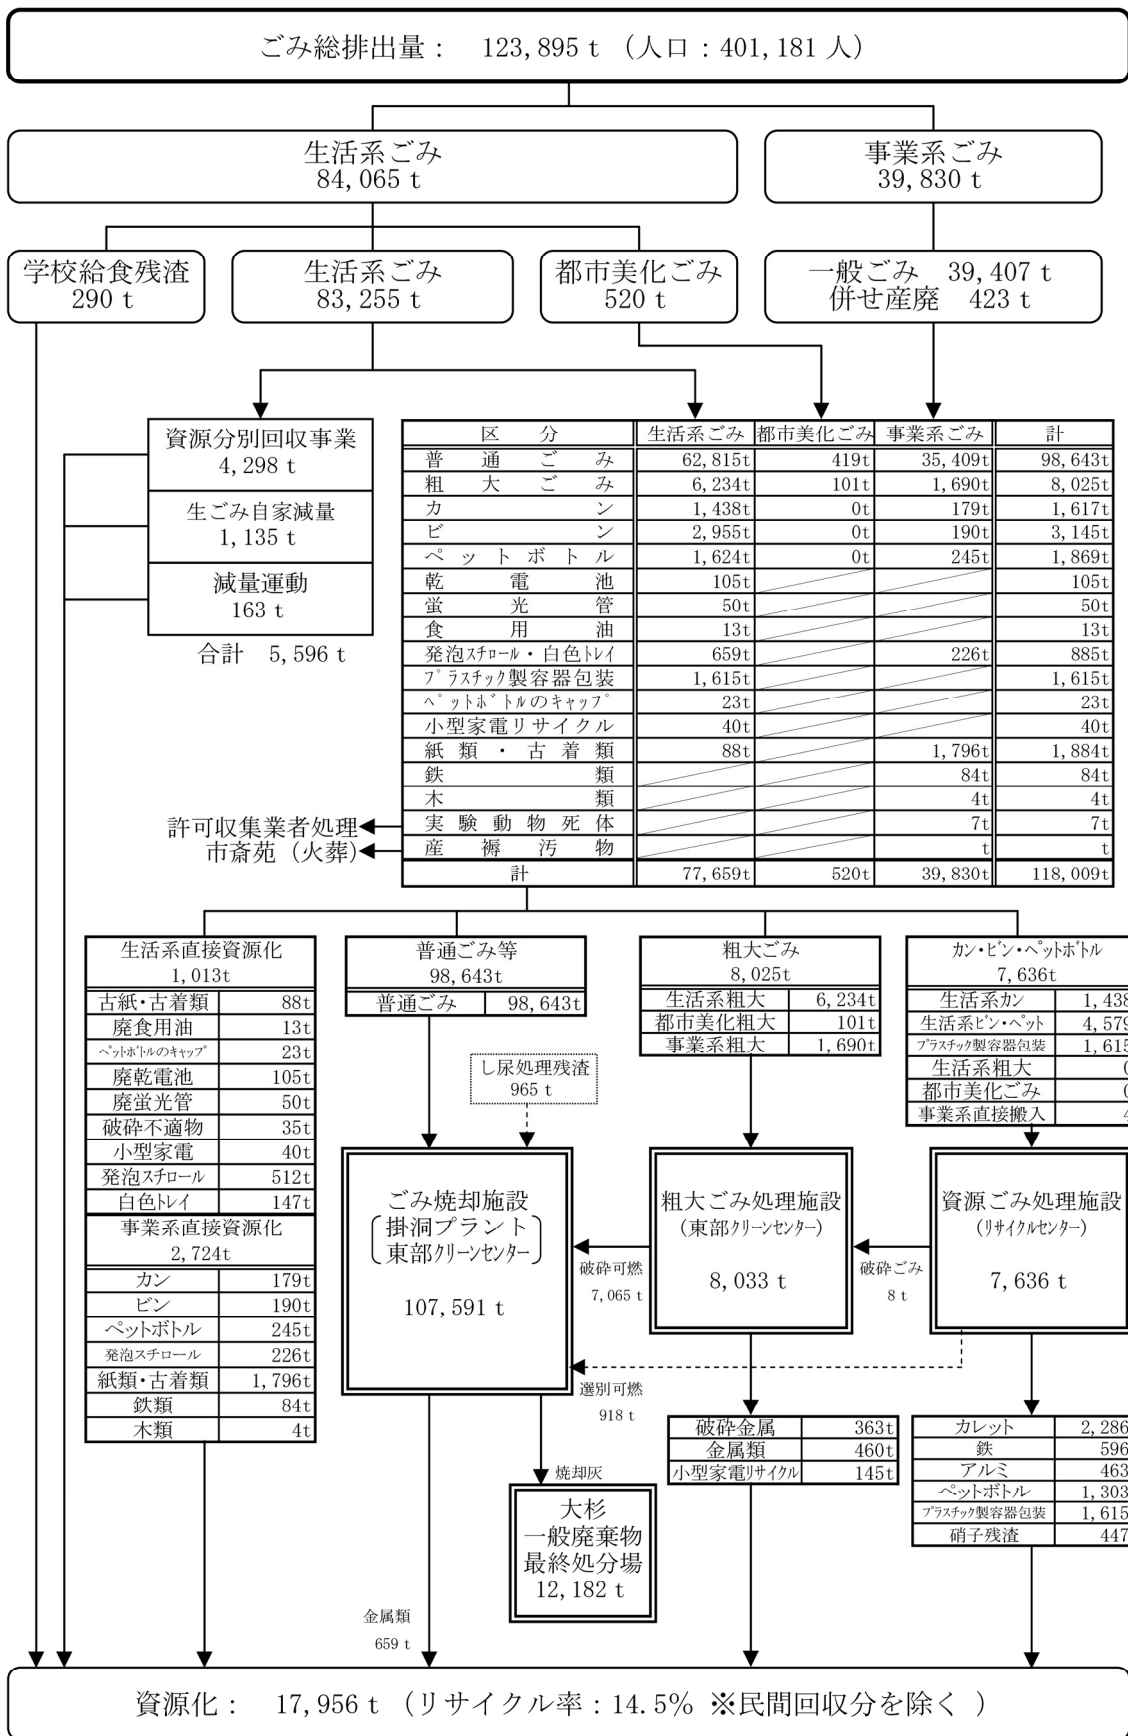 ごみ総排出量： 123,895 t （人口：401,181 人）
生活系ごみ
84,065 t
事業系ごみ
39,830 t
学校給食残渣
290 t
生活系ごみ
83,255 t
都市美化ごみ
520 t
一般ごみ 39,407 t
併せ産廃 423 t
資源分別回収事業
4,298 t
生ごみ自家減量
1,135 t
減量運動
163 t
合計 5,596 t
区分 生活系ごみ 都市美化ごみ 事業系ごみ 計
普通ごみ 62,815t 419t 35,409t 98,643t
粗大ごみ 6,234t 101t 1,690t 8,025t
カン 1,438t 0t 179t 1,617t
ビン 2,955t 0t 190t 3,145t
ペットボトル 1,624t 0t 245t 1,869t
乾電池 105t 105t
蛍光管 50t 50t
食用油 13t 13t
発泡スチロール・白色トレイ 659t 226t 885t
プラスチック製容器包装 1,615t 1,615t
ペットボトルのキャップ 23t 23t
小型家電リサイクル 40t 40t
紙類・古着類 88t 1,796t 1,884t
鉄類 84t 84t
木類 4t 4t
実験動物死体 7t 7t
産褥汚物 t t
計 77,659t 520t 39,830t 118,009t
許可収集業者処理
市斎苑（火葬）
生活系直接資源化
1,013t
古紙・古着類 88t
廃食用油 13t
ペットボトルのキャップ 23t
廃乾電池 105t
廃蛍光管 50t
破砕不適物 35t
小型家電 40t
発泡スチロール 512t
白色トレイ 147t
事業系直接資源化
2,724t
カン 179t
ビン 190t
ペットボトル 245t
発泡スチロール 226t
紙類・古着類 1,796t
鉄類 84t
木類 4t
普通ごみ等
98,643t
普通ごみ 98,643t
粗大ごみ
8,025t
生活系粗大 6,234t
都市美化粗大 101t
事業系粗大 1,690t
カン・ビン・ペットボトル
7,636t
生活系カン 1,438
生活系ビン・ペット 4,579
プラスチック製容器包装 1,615
生活系粗大 0
都市美化ごみ 0
事業系直接搬入
し尿処理残渣
965 t
ごみ焼却施設
掛洞プラント
東部クリーンセンター
107,591 t
粗大ごみ処理施設
（東部クリーンセンター）
8,033 t
資源ごみ処理施設
（リサイクルセンター）
7,636 t
破砕可燃
7,065 t
破砕ごみ
8 t
選別可燃
918 t
破砕金属 363t
金属類 460t
小型家電リサイクル 145t
カレット 2,286
鉄 596
アルミ 463
ペットボトル 1,303
プラスチック製容器包装 1,615
硝子残渣 447
焼却灰
大杉
一般廃棄物
最終処分場
12,182 t
金属類
659 t
資源化： 17,956 t （リサイクル率：14.5% ※民間回収分を除く ）